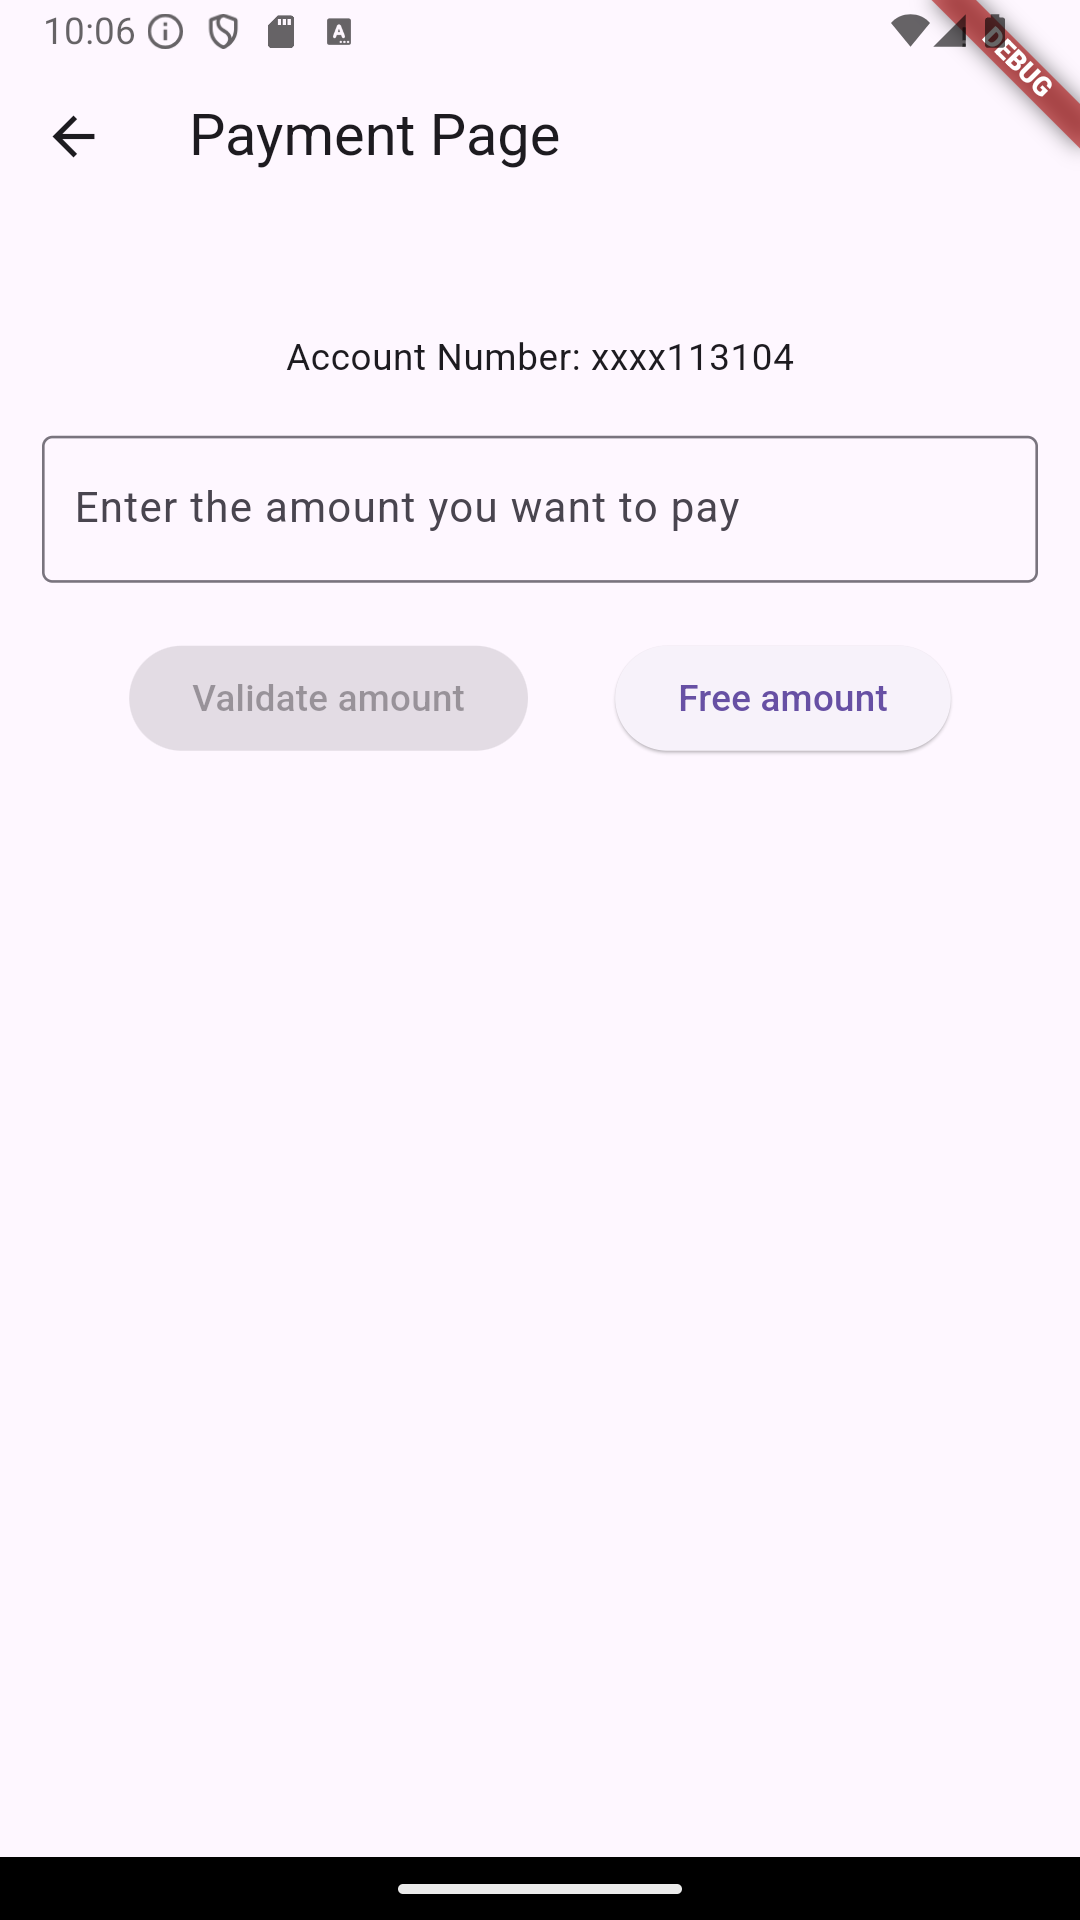 10:06
DEBUG
Payment Page
Account Number: xxxx113104
Enter the amount you want to pay
Validate amount
Free amount